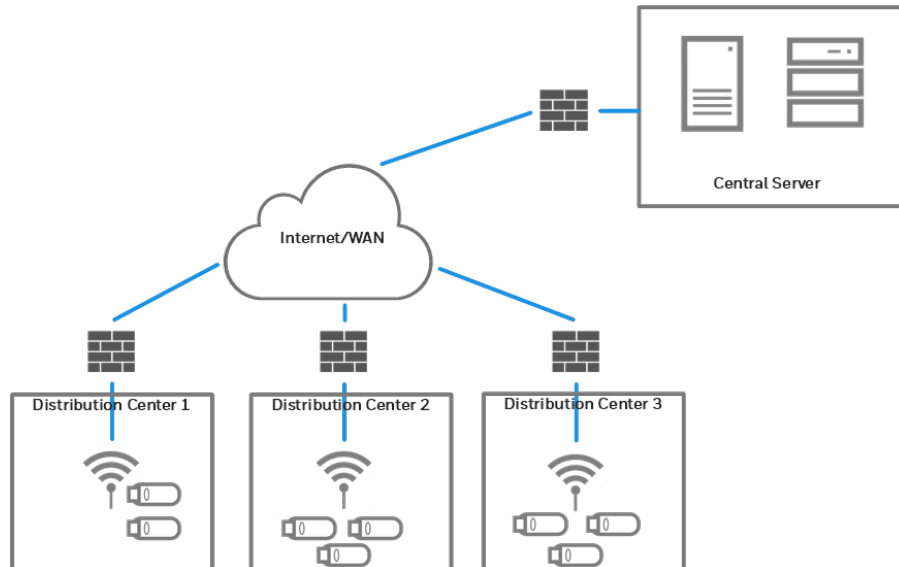 Central Server
Internet/WAN
Distribution Center 1
Distribution Center 2
Distribution Center 3